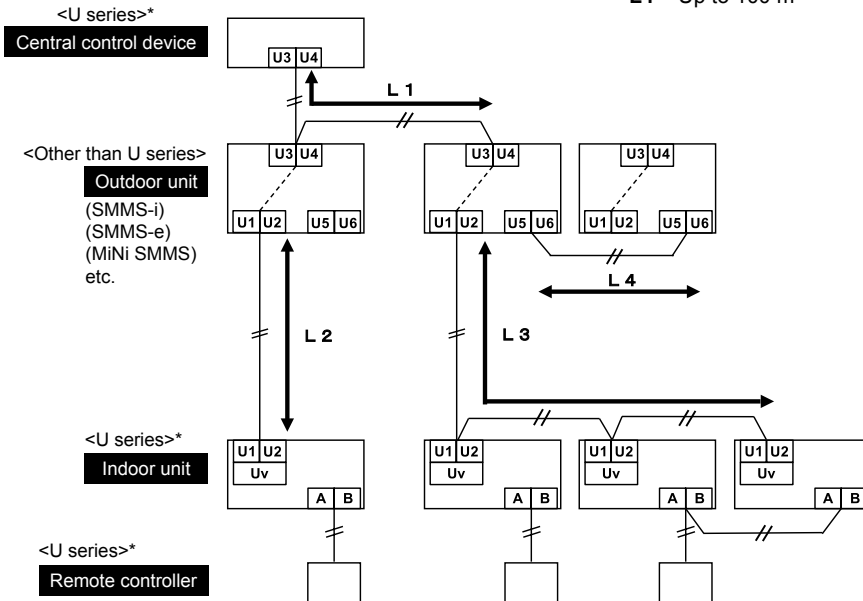 L4 Up to 100 m
<U series>*
Central control device
U3 U4
L 1
<Other than U series>
Outdoor unit
(SMMS-i)
(SMMS-e)
(MiNi SMMS)
etc.
U3 U4
U3 U4
U3 U4
U1 U2
U5 U6
U1 U2
U5 U6
U1 U2
U5 U6
L 4
L 2
L 3
<U series>*
Indoor unit
U1 U2
U1 U2
U1 U2
U1 U2
Uv
Uv
Uv
Uv
A B
A B
A B
A B
<U series>*
Remote controller